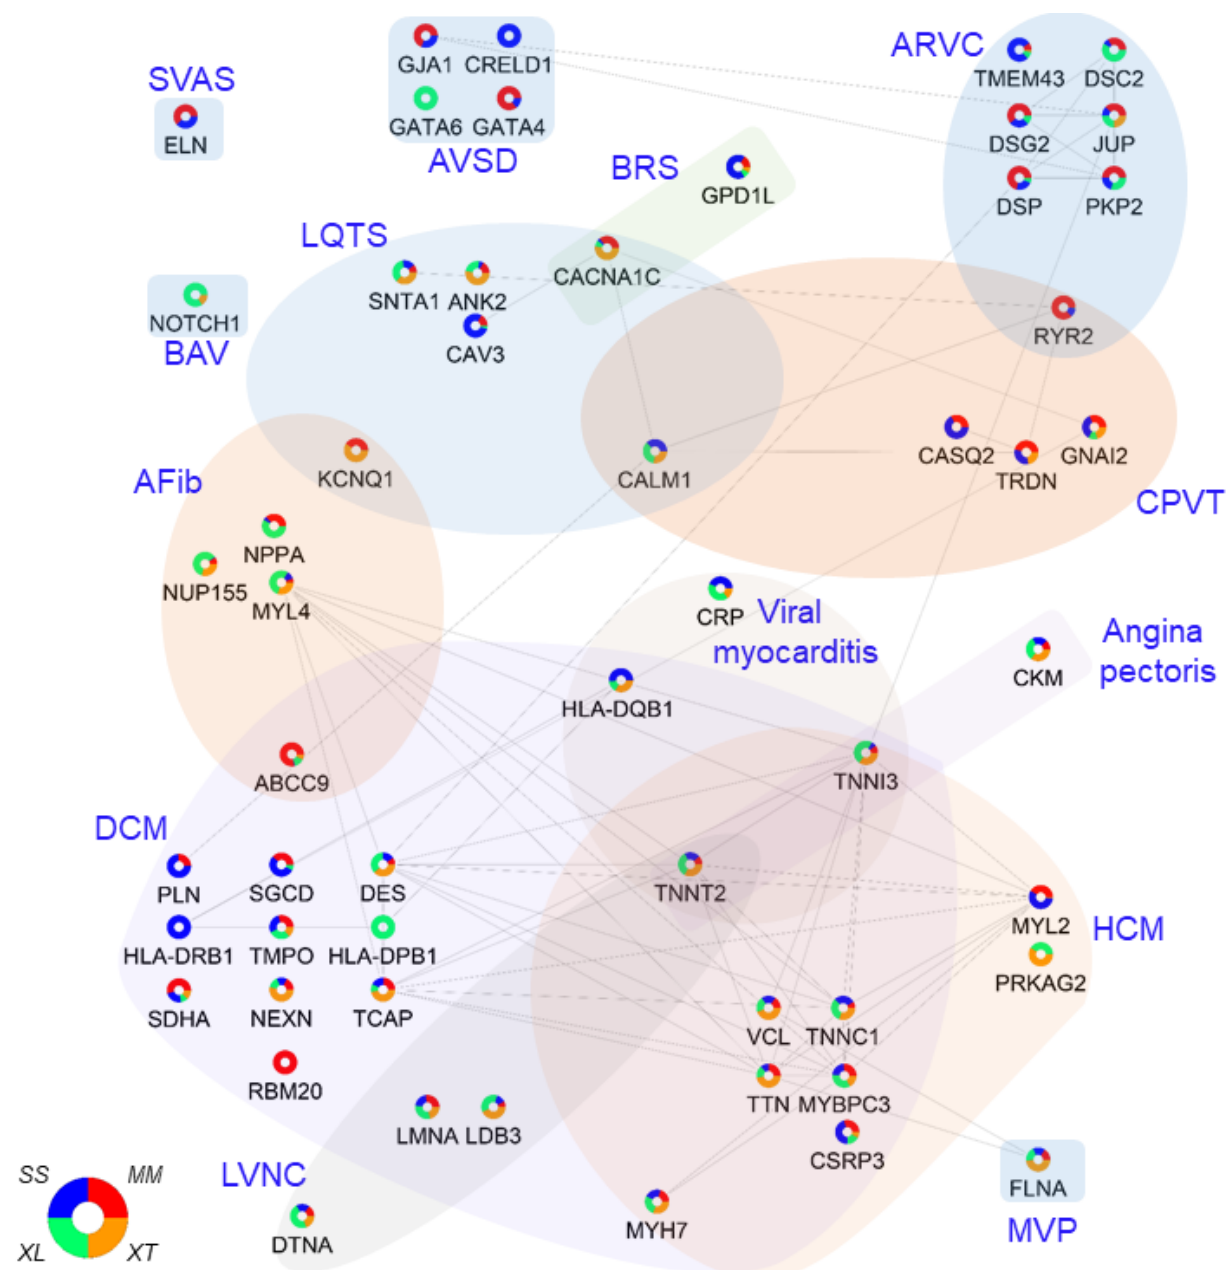 ARVC
SVAS
GJA1 CRELD1
TMEM43 DSC2
ELN
GATA6 GATA4
DSG2 JUP
AVSD
BRS
GPD1L
DSP PKP2
LQTS
CACNA1C
SNTA1 ANK2
NOTCH1
BAV
CAV3
RYR2
AFib
KCNQ1
CALM1
CASQ2
GNAI2
TRDN
CPVT
NPPA
NUP155
MYL4
CRP
Viral
myocarditis
Angina
pectoris
CKM
HLA-DQB1
ABCC9
TNNI3
DCM
PLN SGCD DES
TNNT2
MYL2
HCM
HLA-DRB1 TMPO HLA-DPB1
PRKAG2
SDHA NEXN TCAP
VCL TNNC1
RBM20
TTN MYBPC3
LMNA LDB3
CSRP3
LVNC
SS MM
FLNA
DTNA
MYH7
MVP
XL XT